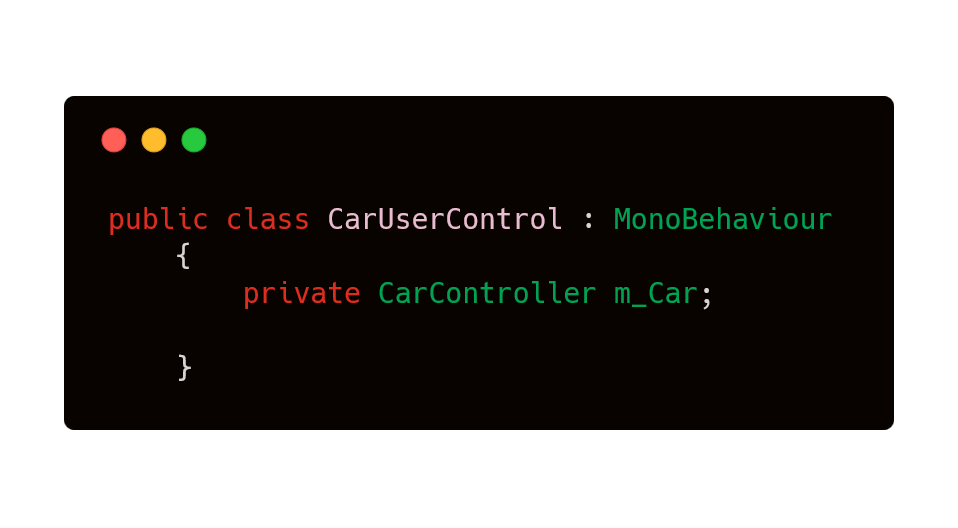 public class CarUserControl : MonoBehaviour
{
private CarController m_Car;
}